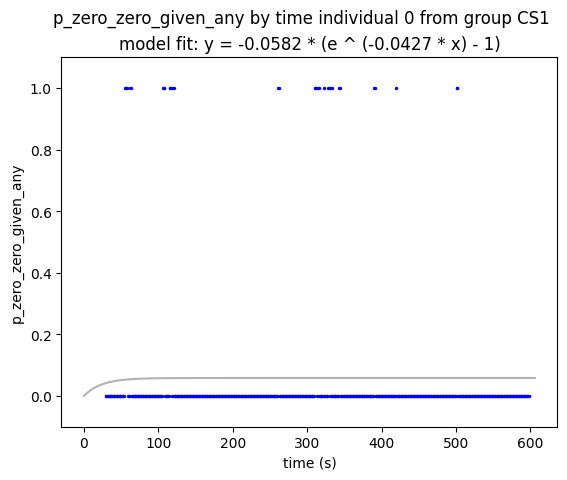 p_zero_zero_given_any by time individual 0 from group CS1
model fit: y = -0.0582 * (e ^ (-0.0427 * x) - 1)
1.0
0.8
0.6
0.4
0.2
0.0
p_zero_zero_given_any
0 100 200 300 400 500 600
time (s)